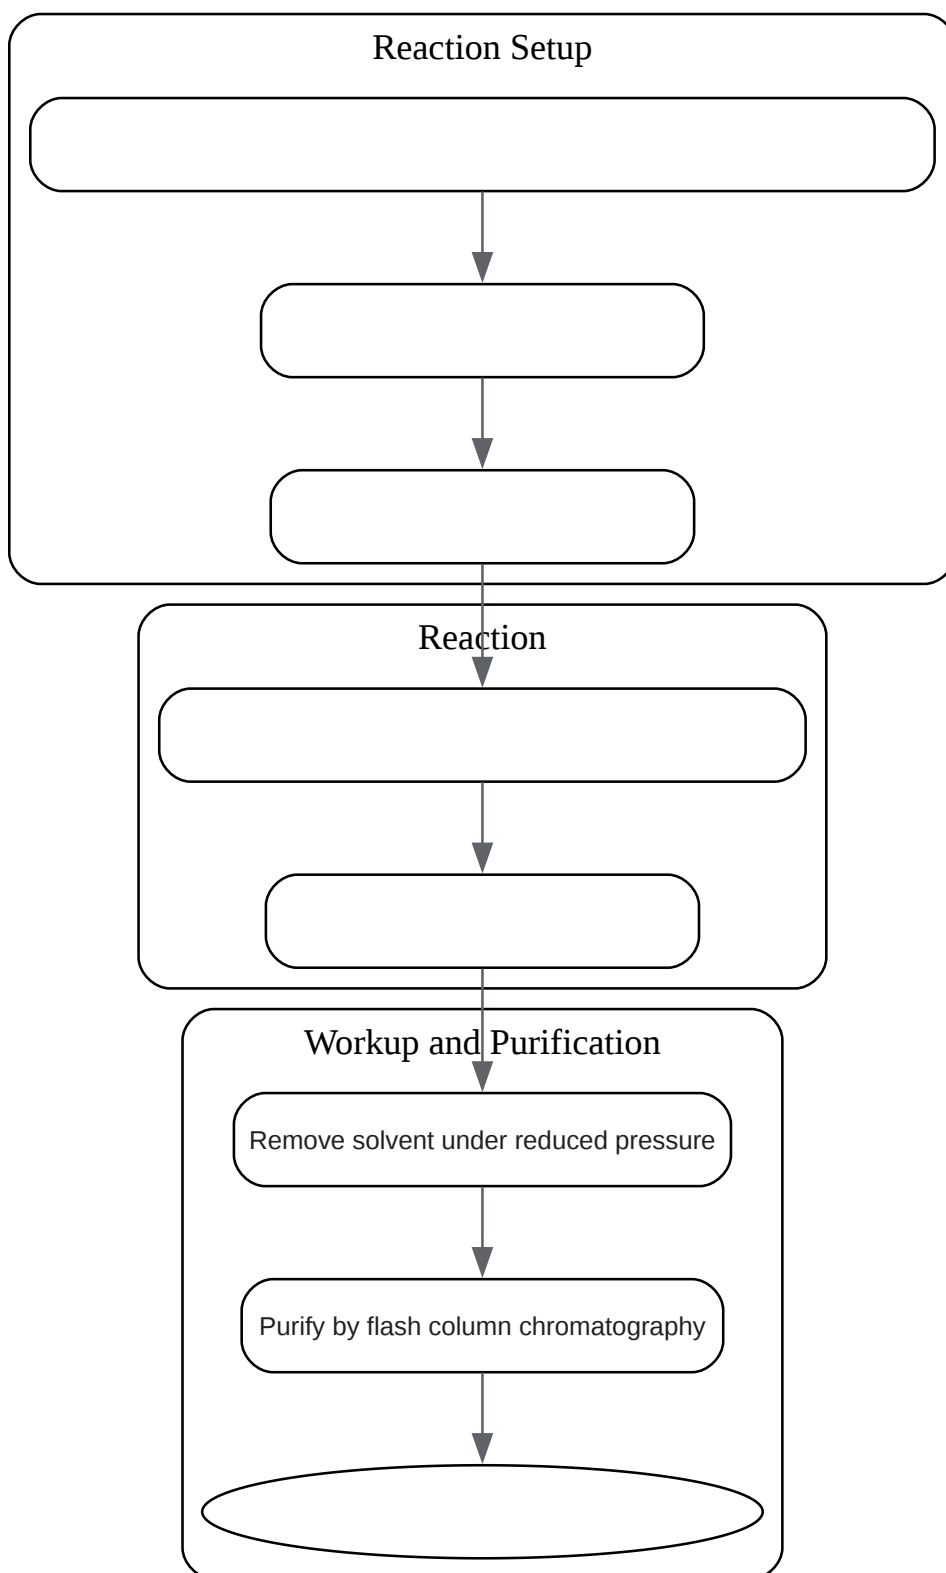 Reaction Setup
Reaction
Workup and Purification
Remove solvent under reduced pressure
Purify by flash column chromatography